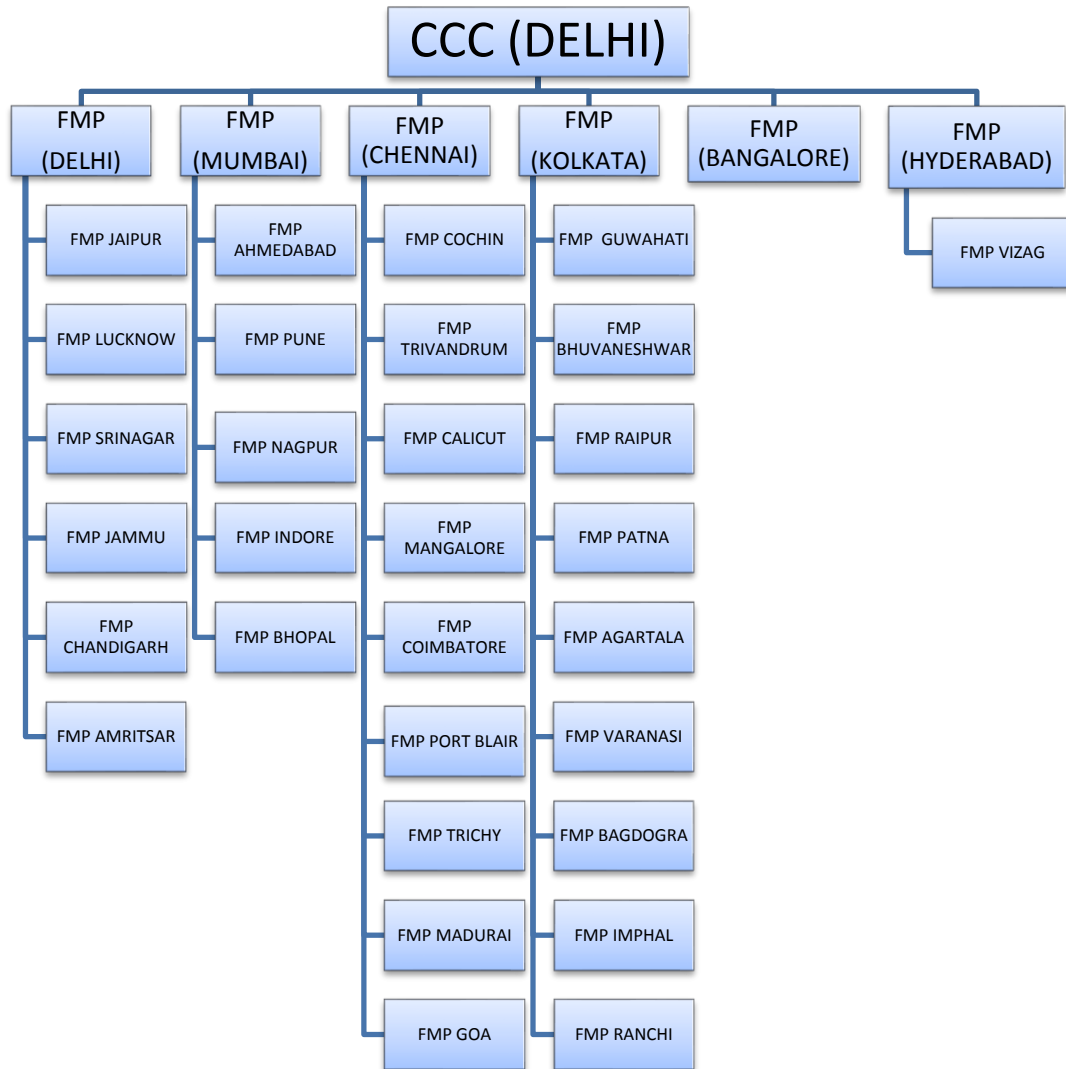 CCC (DELHI)
FMP
(DELHI)
FMP JAIPUR
FMP LUCKNOW
FMP SRINAGAR
FMP JAMMU
FMP
CHANDIGARH
FMP AMRITSAR
FMP
(MUMBAI)
FMP
AHMEDABAD
FMP PUNE
FMP NAGPUR
FMP INDORE
FMP BHOPAL
FMP
(CHENNAI)
FMP COCHIN
FMP
TRIVANDRUM
FMP CALICUT
FMP
MANGALORE
FMP
COIMBATORE
FMP PORT BLAIR
FMP TRICHY
FMP MADURAI
FMP GOA
FMP
(KOLKATA)
FMP GUWAHATI
FMP
BHUVANESHWAR
FMP RAIPUR
FMP PATNA
FMP AGARTALA
FMP VARANASI
FMP BAGDOGRA
FMP IMPHAL
FMP RANCHI
FMP
(BANGALORE)
FMP
(HYDERABAD)
FMP VIZAG